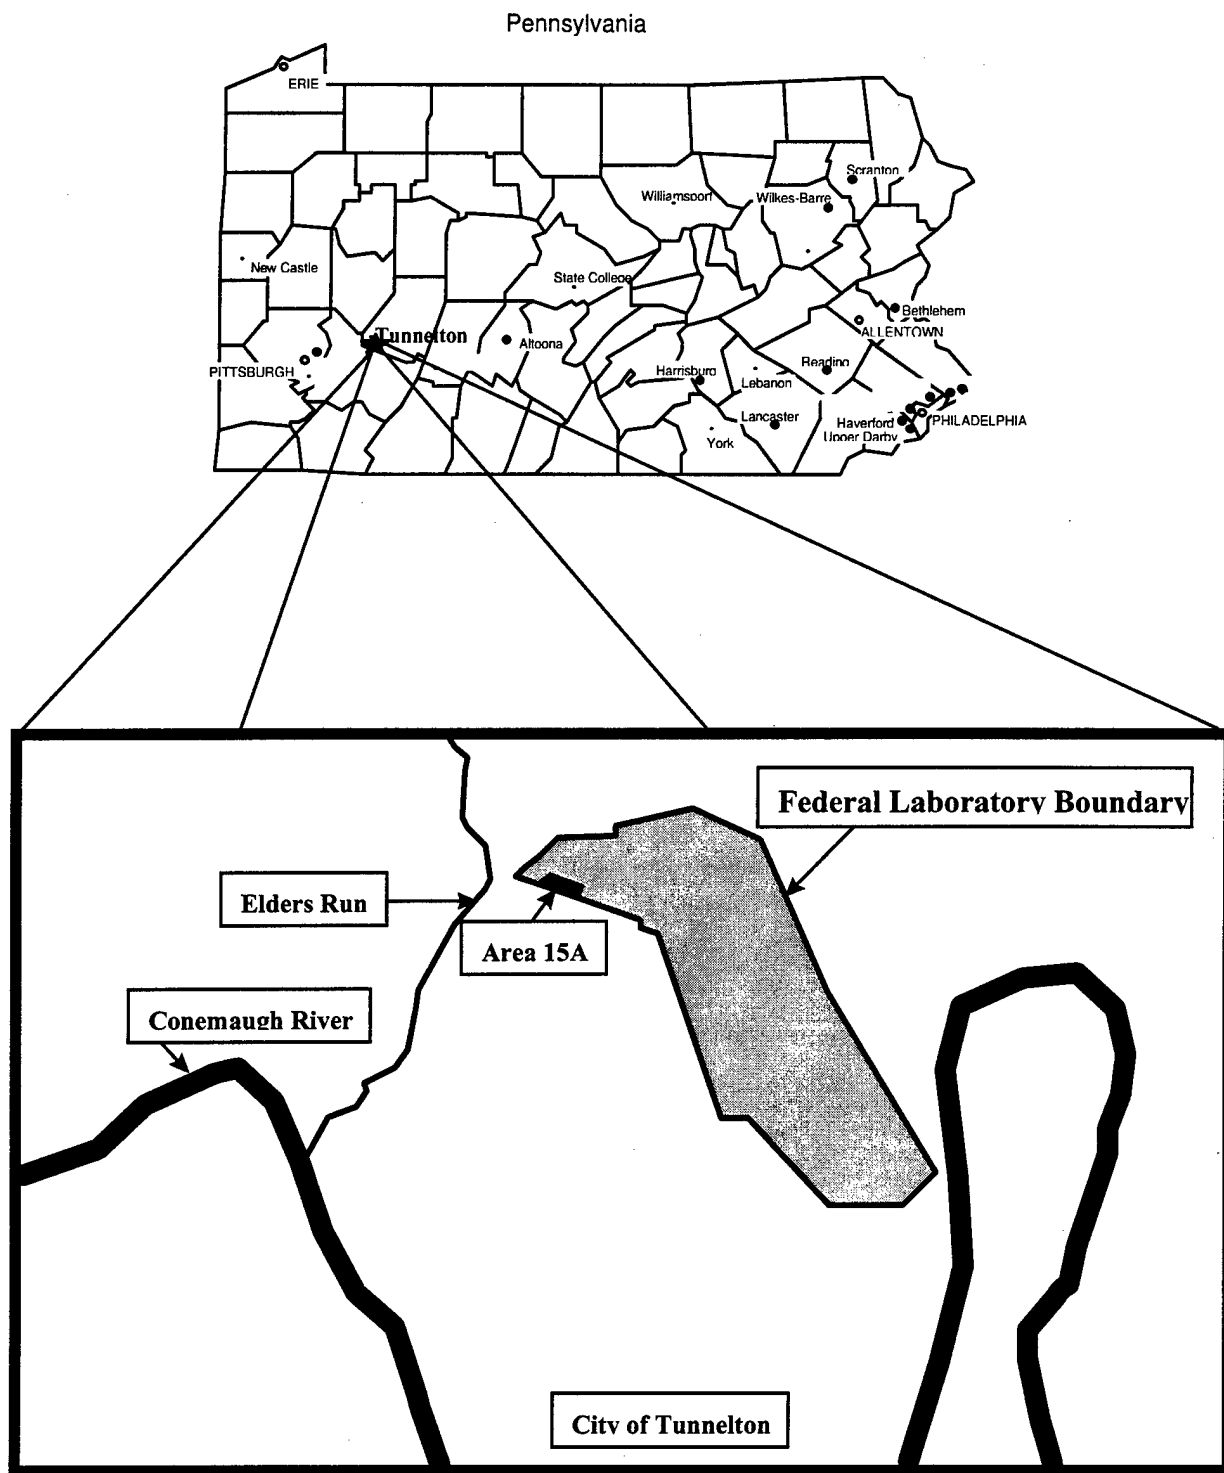 Pennsylvania
ERIE
Scranton
Williamsport
Wilkes-Barre
New Castle
State College
Bethlehem
ALLENTOWN
Tunnelton
Altoona
PITTSBURGH
Reading
Harrisburg
Lebanon
Lancaster
Haverford
PHILADELPHIA
Upper Darby
York
Federal Laboratory Boundary
Elders Run
Area 15A
Conemaugh River
City of Tunnelton